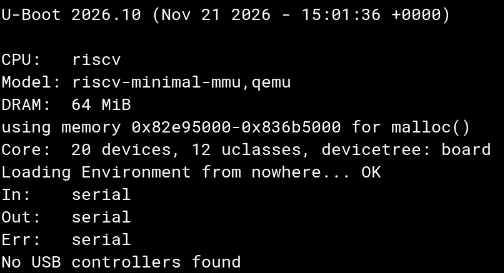 U-Boot 2026.10 (Nov 21 2026 - 15:01:36 +0000)

CPU:   riscv
Model: riscv-minimal-mmu,qemu
DRAM:  64 MiB
using memory 0x82e95000-0x836b5000 for malloc()
Core:  20 devices, 12 uclasses, devicetree: board
Loading Environment from nowhere... OK
In:    serial
Out:   serial
Err:   serial
No USB controllers found